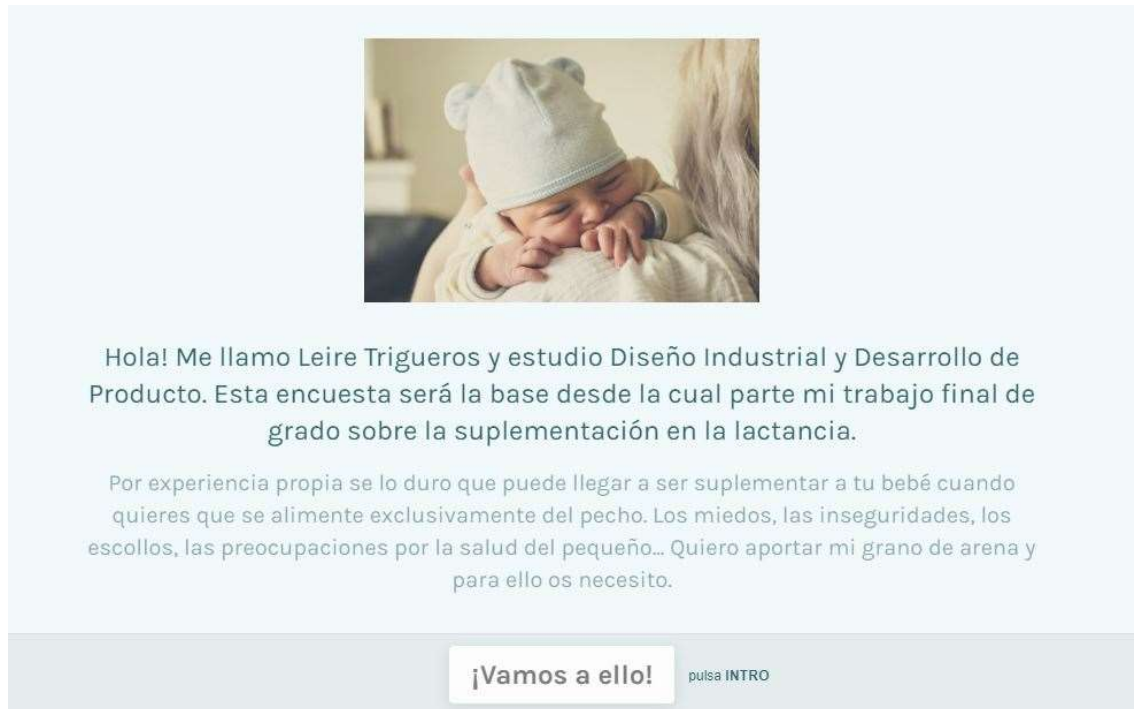 Hola! Me llamo Leire Trigueros y estudio Diseño Industrial y Desarrollo de
Producto. Esta encuesta será la base desde la cual parte mi trabajo final de
grado sobre la suplementación en la lactancia.
Por experiencia propia se lo duro que puede llegar a ser suplementar a tu bebé cuando
quieres que se alimente exclusivamente del pecho. Los miedos, las inseguridades, los
escollos, las preocupaciones por la salud del pequeño... Quiero aportar mi grano de arena y
para ello os necesito.
¡Vamos a ello! pulsa INTRO